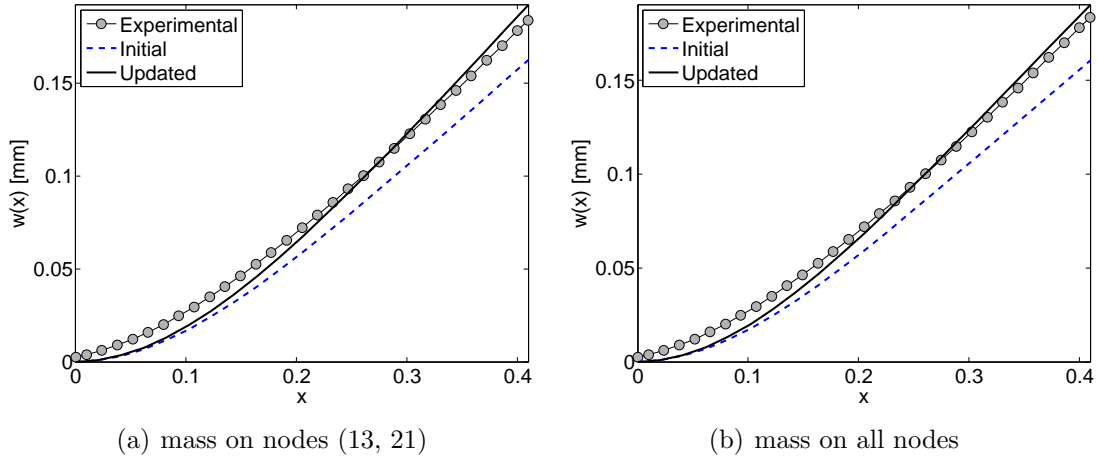 Experimental
Initial
Updated
0.15
0.1
0.05
0
w(x) [mm]
0 0.1 0.2 0.3 0.4
x
(a) mass on nodes (13, 21)
Experimental
Initial
Updated
0.15
0.1
0.05
0
w(x) [mm]
0 0.1 0.2 0.3 0.4
x
(b) mass on all nodes